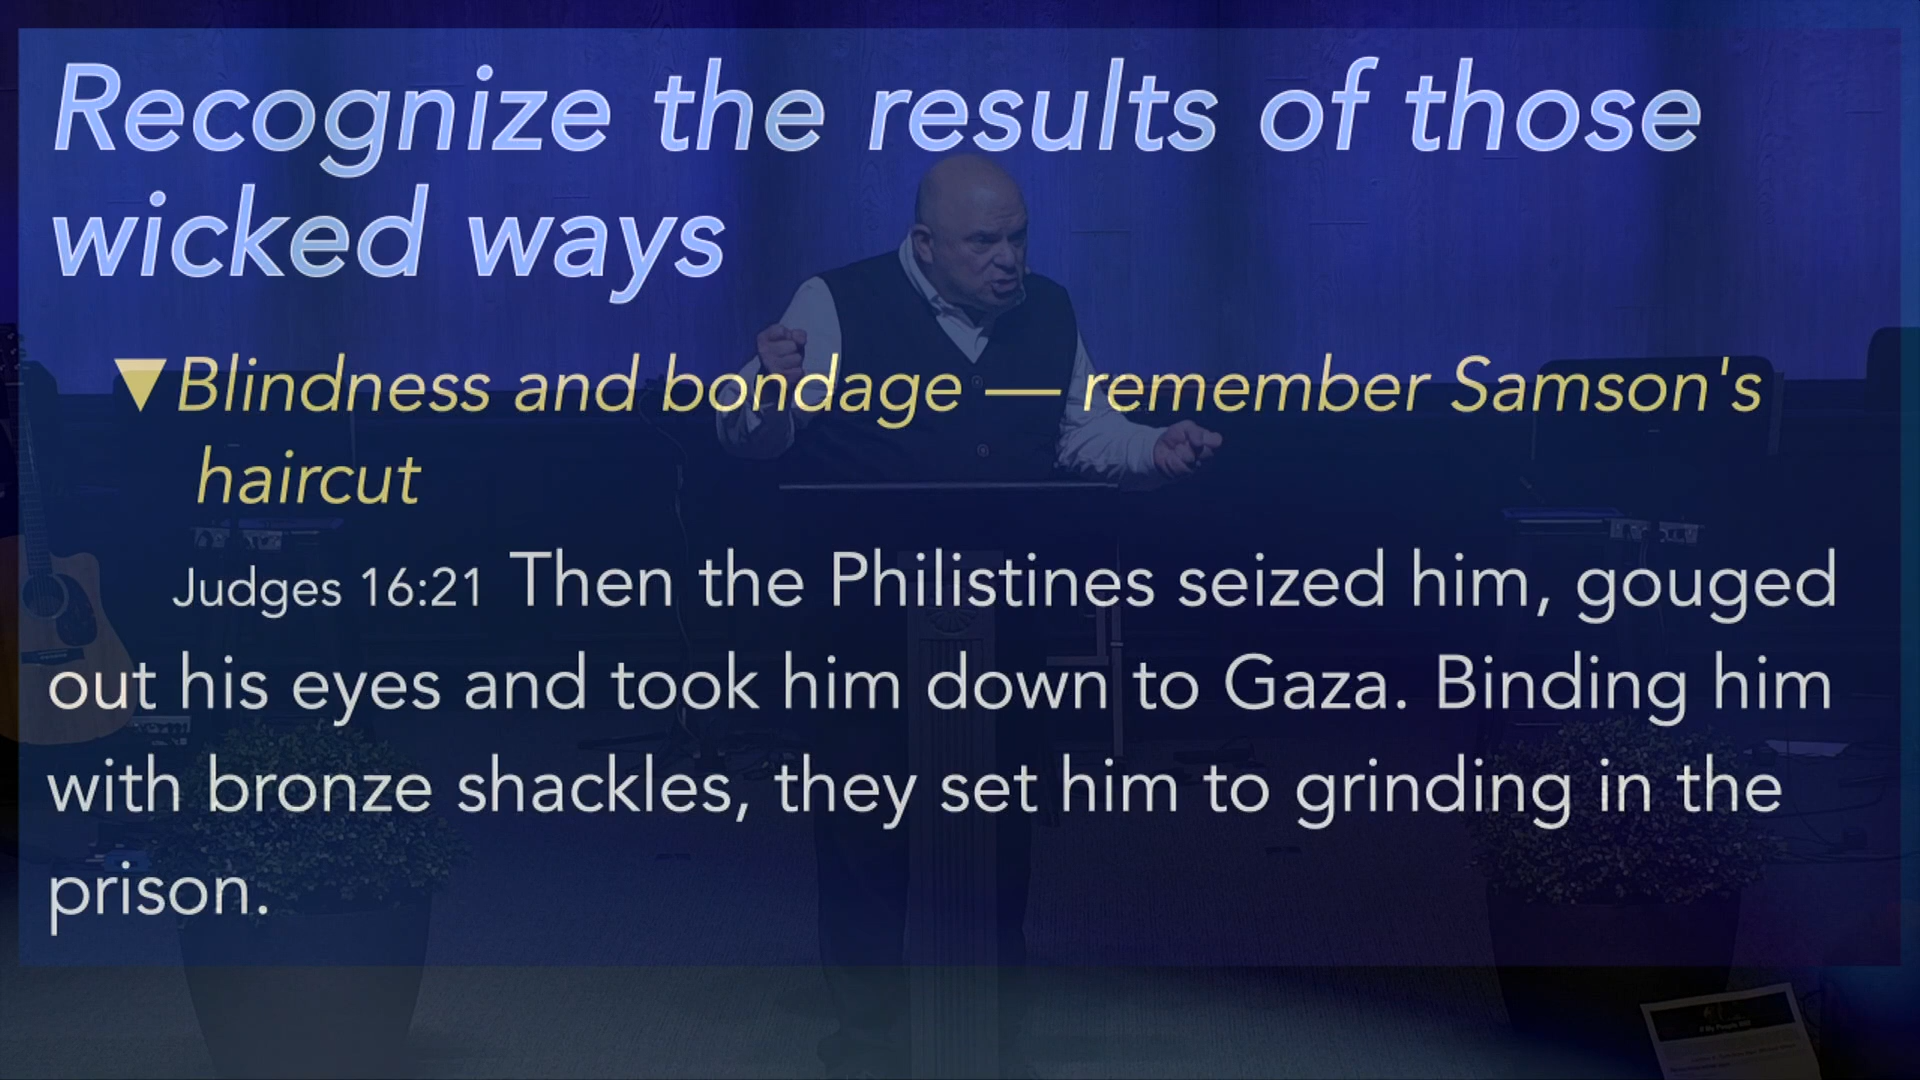 Recognize the results of those
wicked ways
▼Blindness and bondage — remember Samson's
haircut
Judges 16:21 Then the Philistines seized him, gouged
out his eyes and took him down to Gaza. Binding him
with bronze shackles, they set him to grinding in the
prison.